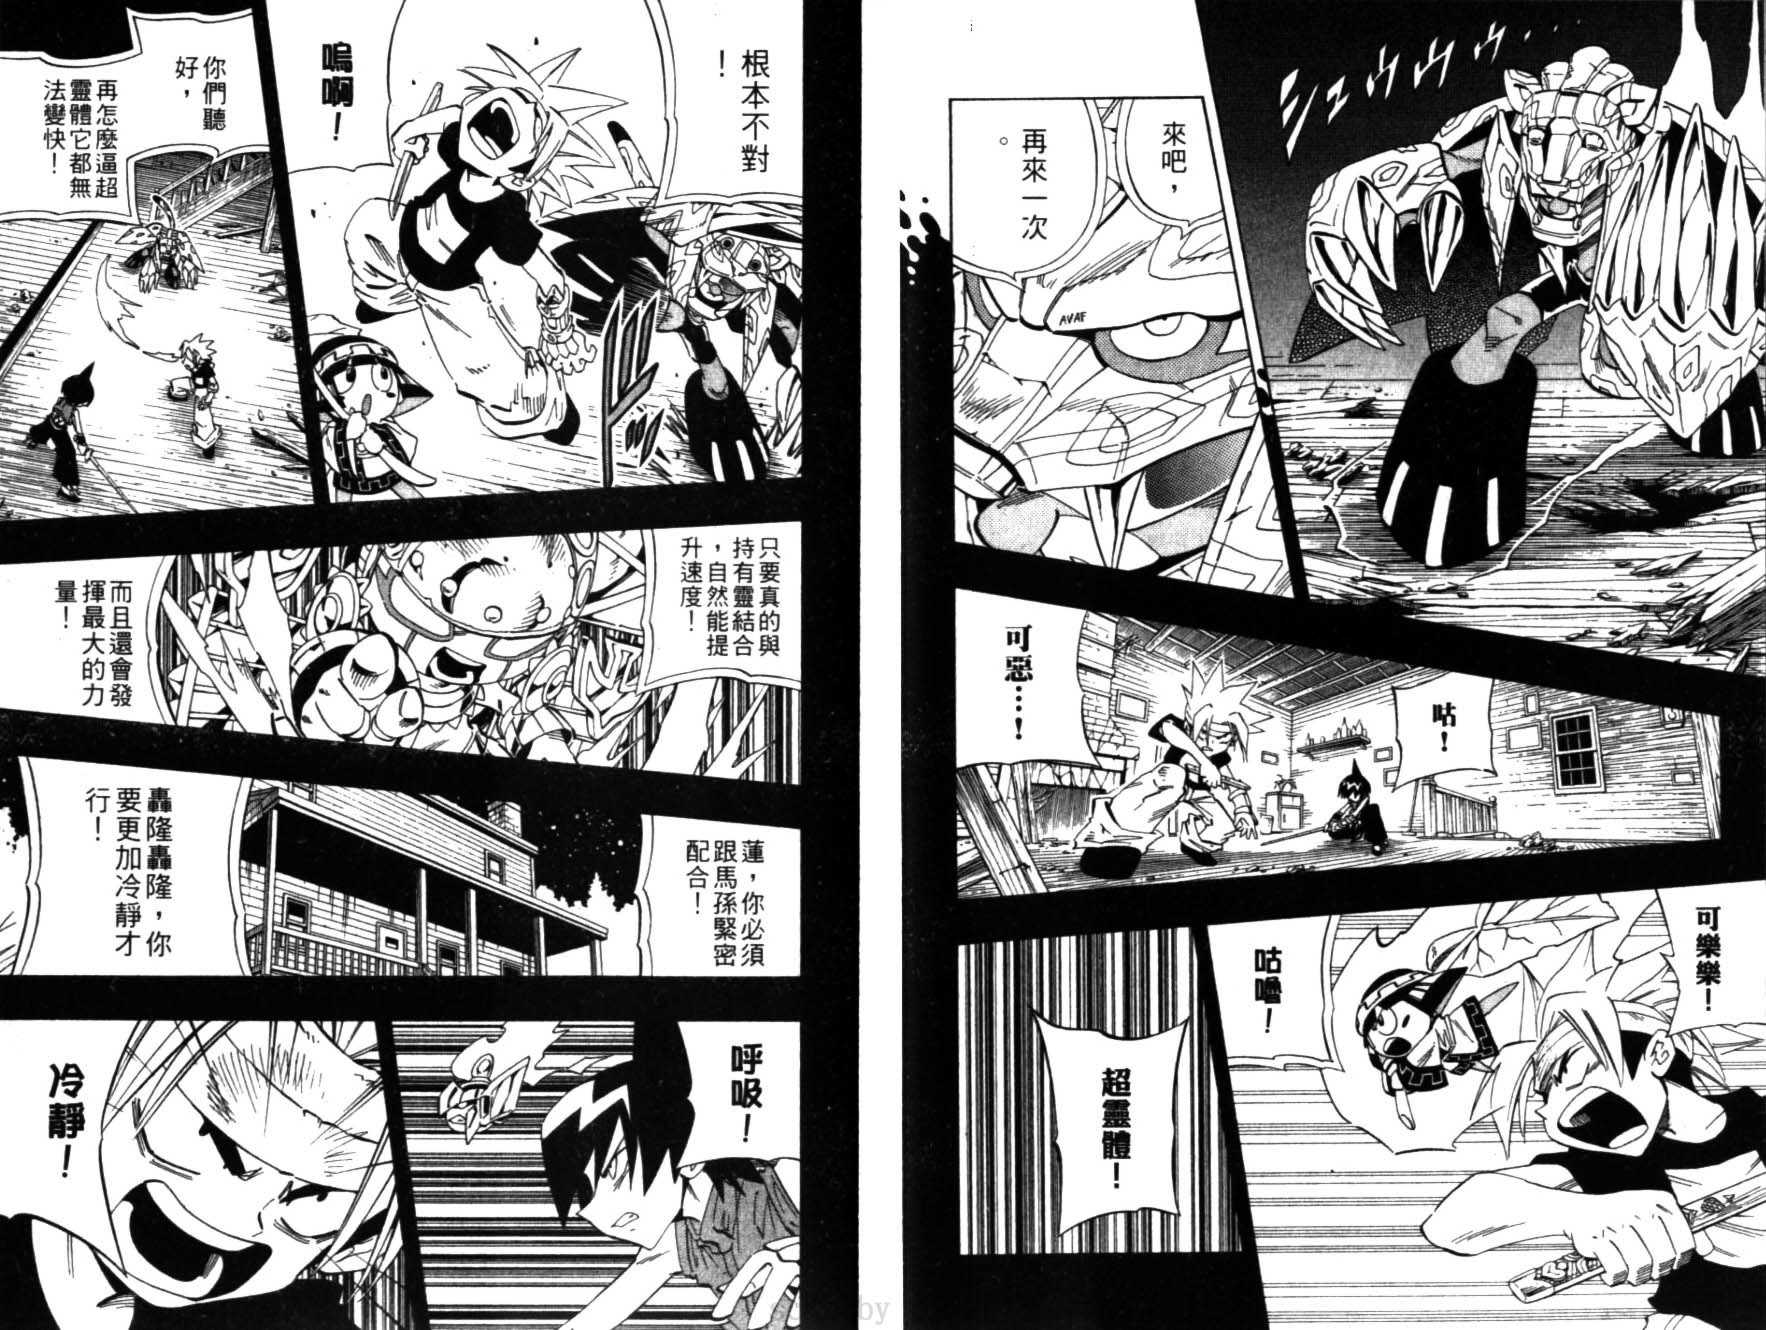 シュウウウ…
來吧，
再來一次
。
AVAF
咕！
可惡…！
可樂樂！
咕嚕！
超靈體！
根本不對
！
嗚啊！
你們聽
好，
再怎麼逼超
靈體它都無
法變快！
只要真的與
持有靈結合
，自然能提
升速度！
而且還會發
揮最大的力
量！
蓮，你必須
跟馬孫緊密
配合！
轟隆轟隆，你
要更加冷靜才
行！
呼吸！
冷靜！
by